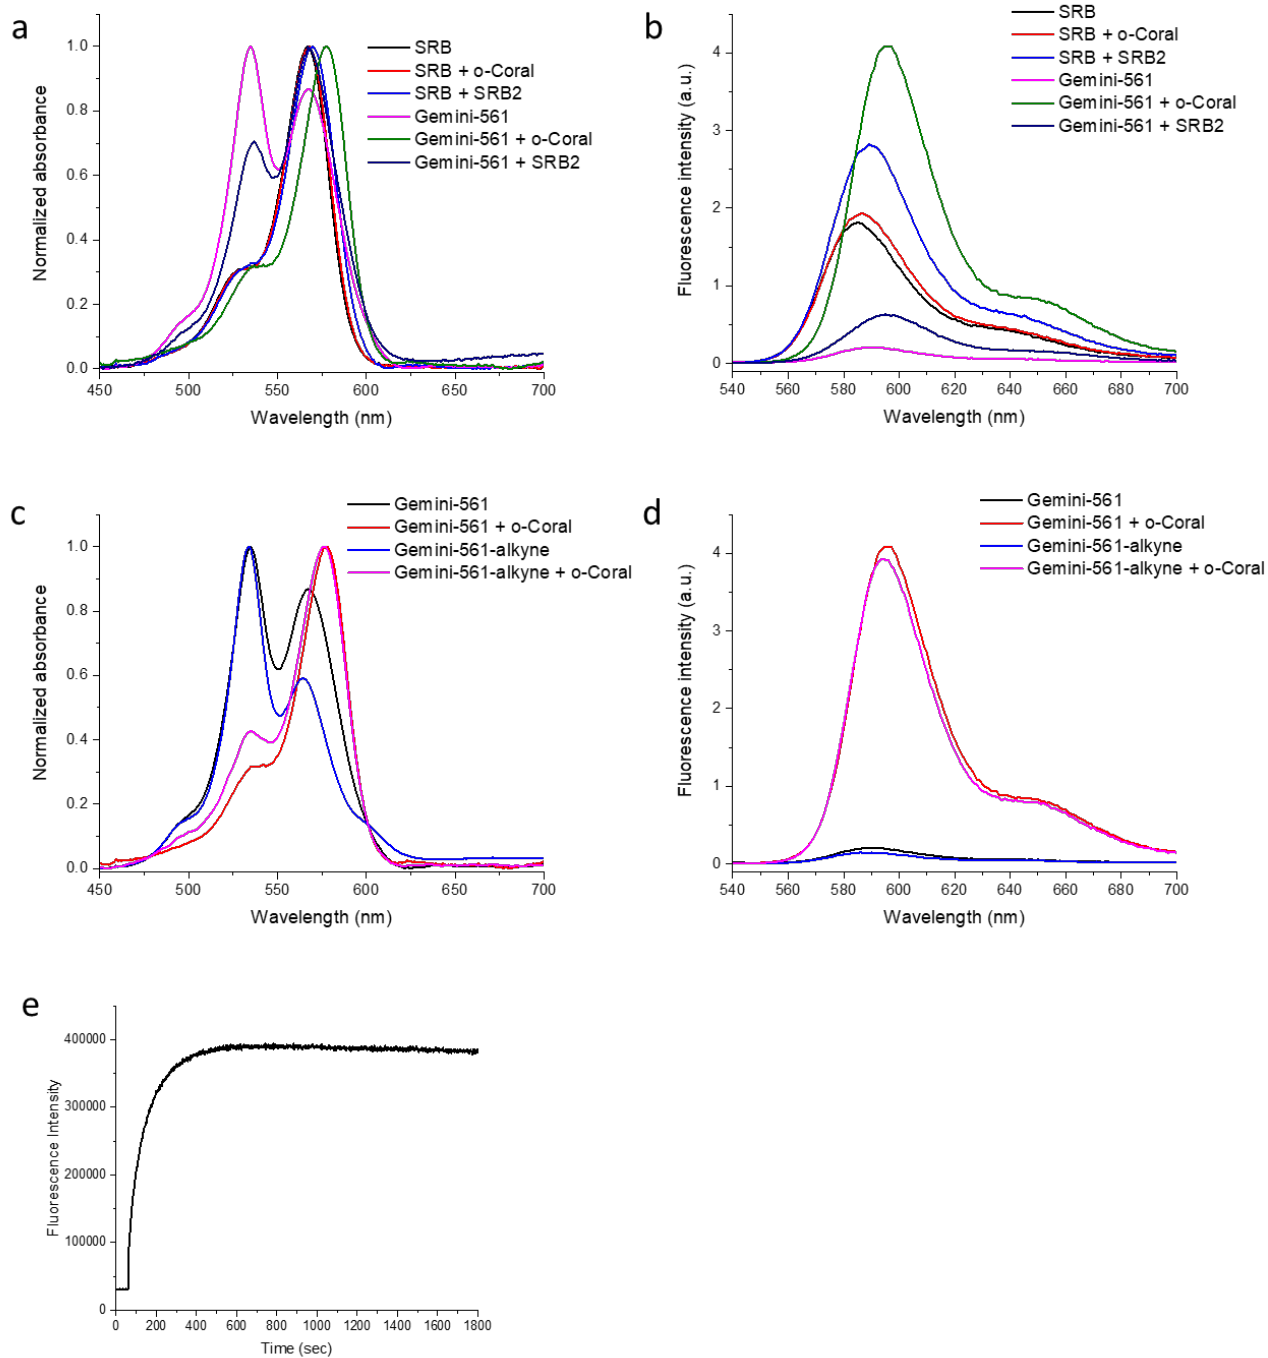 a
SRB
SRB + o-Coral
SRB + SRB2
Gemini-561
Gemini-561 + o-Coral
Gemini-561 + SRB2
1.0
0.8
0.6
0.4
0.2
0.0
Normalized absorbance
450 500 550 600 650 700
Wavelength (nm)
b
SRB
SRB + o-Coral
SRB + SRB2
Gemini-561
Gemini-561 + o-Coral
Gemini-561 + SRB2
4
3
2
1
0
Fluorescence intensity (a.u.)
540 560 580 600 620 640 660 680 700
Wavelength (nm)
c
Gemini-561
Gemini-561 + o-Coral
Gemini-561-alkyne
Gemini-561-alkyne + o-Coral
1.0
0.8
0.6
0.4
0.2
0.0
Normalized absorbance
450 500 550 600 650 700
Wavelength (nm)
d
Gemini-561
Gemini-561 + o-Coral
Gemini-561-alkyne
Gemini-561-alkyne + o-Coral
4
3
2
1
0
Fluorescence intensity (a.u.)
540 560 580 600 620 640 660 680 700
Wavelength (nm)
e
400000
300000
200000
100000
0
Fluorescence Intensity
0 200 400 600 800 1000 1200 1400 1600 1800
Time (sec)